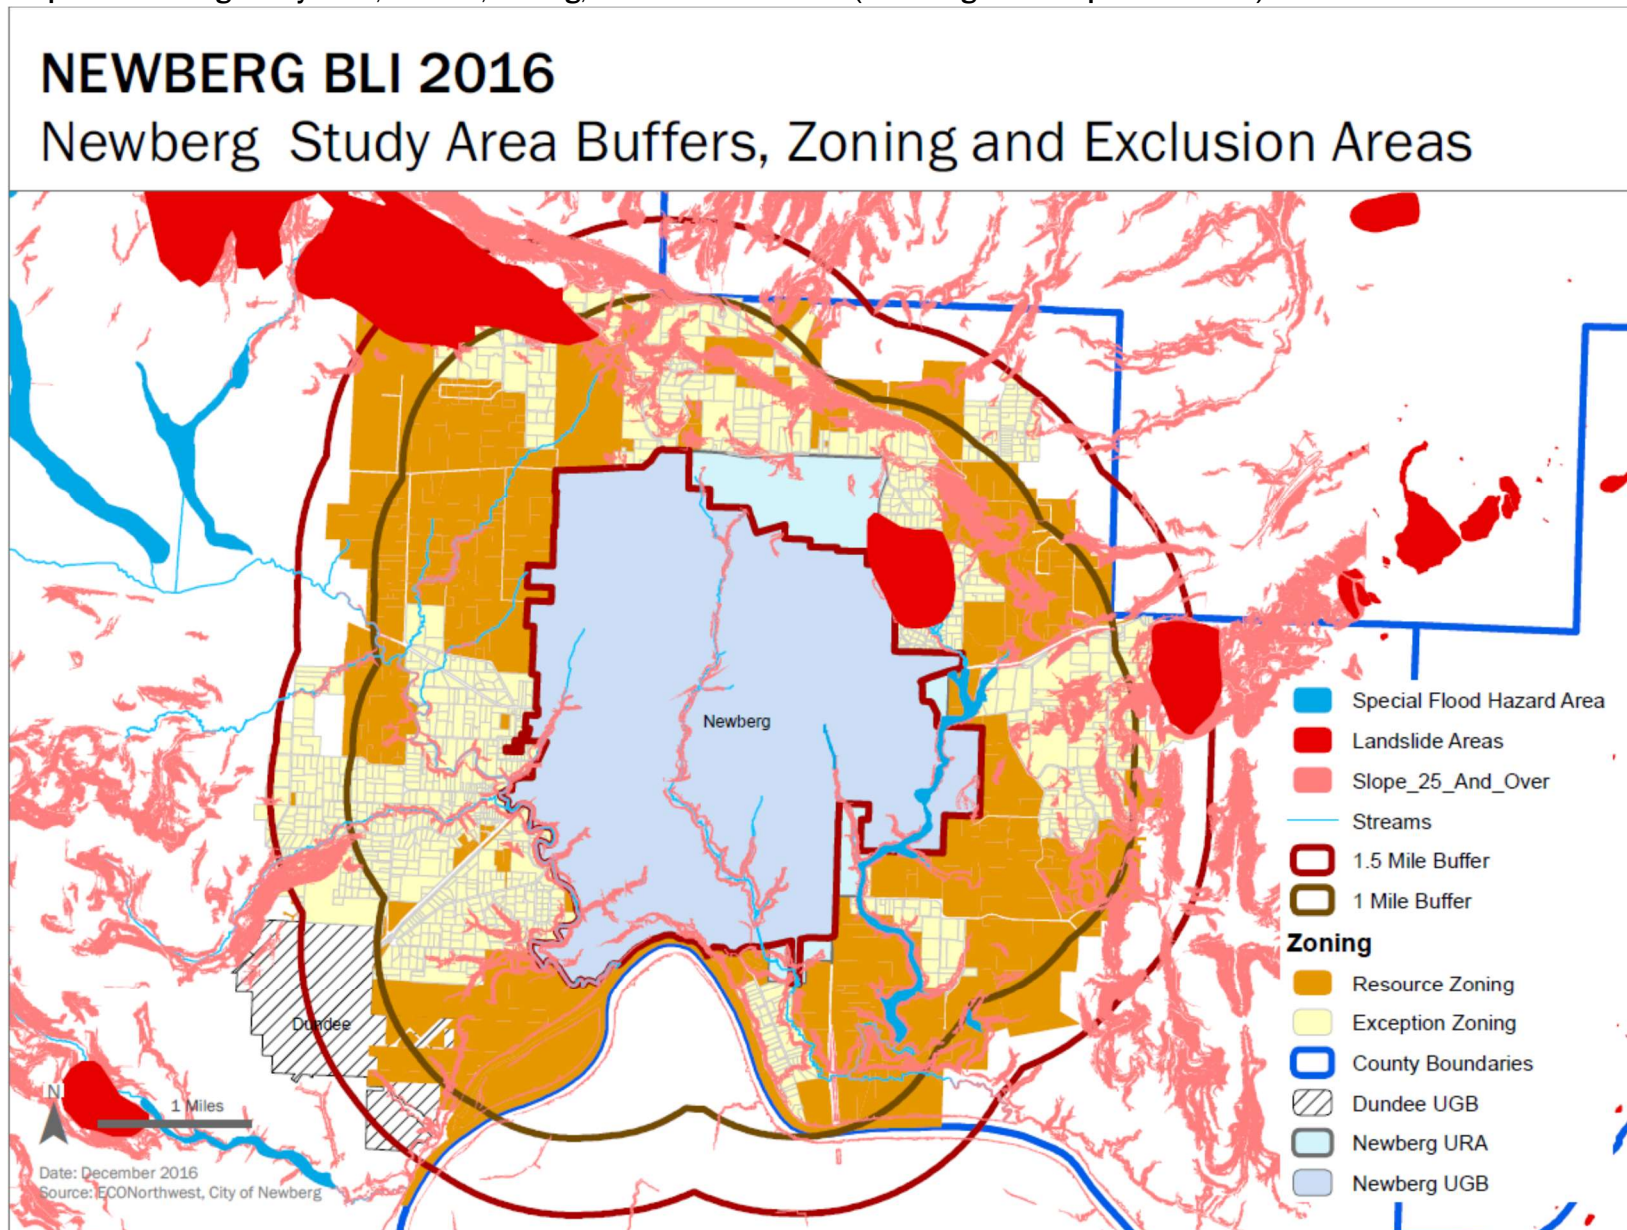 NEWBERG BLI 2016
Newberg Study Area Buffers, Zoning and Exclusion Areas
Newberg
Dundee
Special Flood Hazard Area
Landslide Areas
Slope_25_And_Over
Streams
1.5 Mile Buffer
1 Mile Buffer
Zoning
Resource Zoning
Exception Zoning
County Boundaries
Dundee UGB
Newberg URA
Newberg UGB
N
1 Miles
Date: December 2016
Source: ECONorthwest, City of Newberg